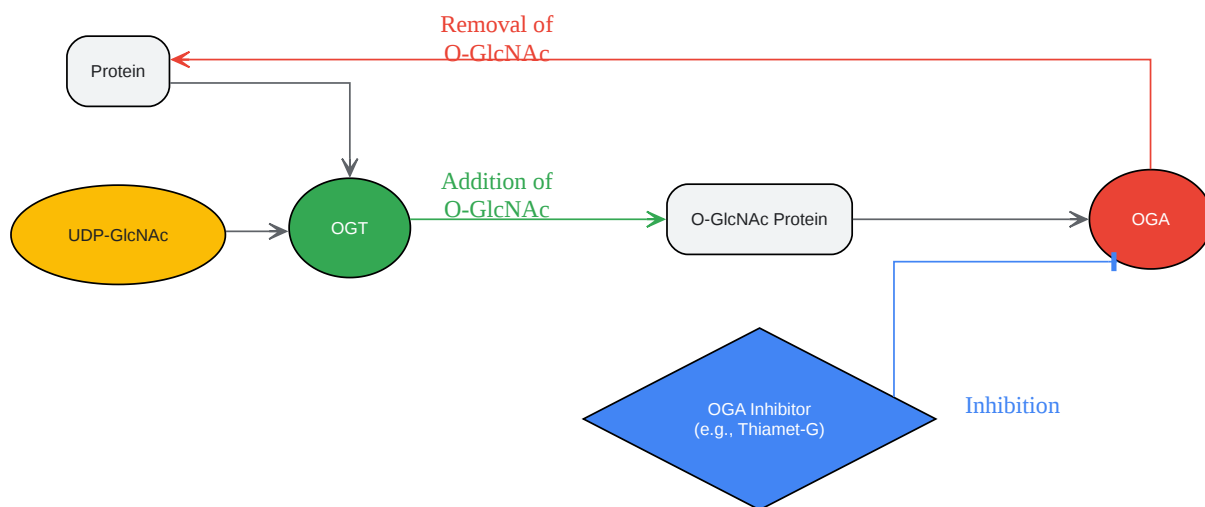 Removal of
O-GlcNAc
Protein
Addition of
O-GlcNAc
UDP-GlcNAc
OGT
O-GlcNAc Protein
OGA
OGA Inhibitor
(e.g., Thiamet-G)
Inhibition